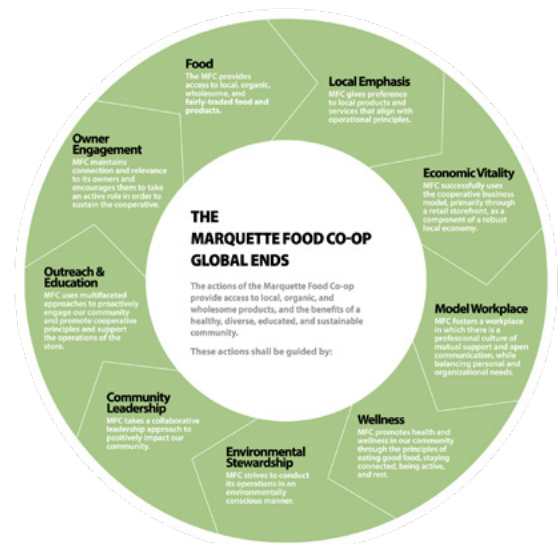 THE
MARQUETTE FOOD CO-OP
GLOBAL ENDS
The actions of the Marquette Food Co-op
provide access to local, organic, and
wholesome products, and the benefits of a
healthy, diverse, educated, and sustainable
community.
These actions shall be guided by:
Food
The MFC provides
access to local, organic,
wholesome, and
fairly-traded food and
products.
Local Emphasis
MFC gives preference
to local products and
services that align with
operational principles.
Economic Vitality
MFC successfully uses
the cooperative business
model, primarily through
a retail storefront, as a
component of a robust
local economy.
Model Workplace
MFC fosters a workplace
in which there is a
professional culture of
mutual support and open
communication, while
balancing personal and
organizational needs.
Wellness
MFC promotes health and
wellness in our community
through the principles of
eating good food, staying
connected, being active,
and rest.
Environmental
Stewardship
MFC strives to conduct
its operations in an
environmentally
conscious manner.
Community
Leadership
MFC takes a collaborative
leadership approach to
positively impact our
community.
Outreach &
Education
MFC uses multifaceted
approaches to proactively
engage our community
and promote cooperative
principles and support
the operations of the
store.
Owner
Engagement
MFC maintains
connection and relevance
to its owners and
encourages them to take
an active role in order to
sustain the cooperative.